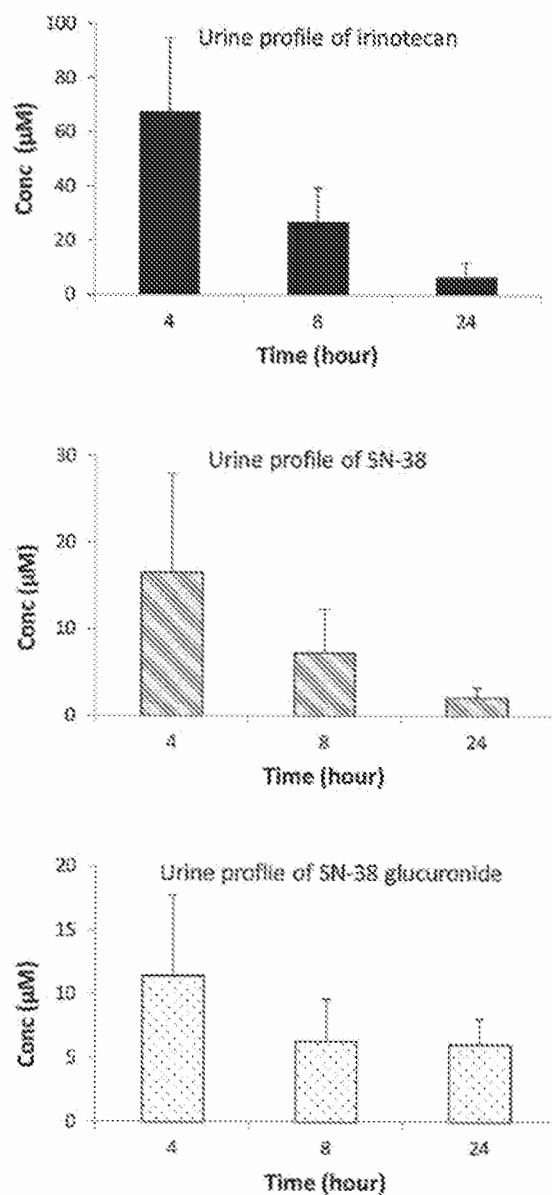 Urine profile of Irinotecan
100
80
60
40
20
0
Conc (µM)
4 8 24
Time (hour)
Urine profile of SN-38
30
20
10
0
Conc (µM)
4 8 24
Time (hour)
Urine profile of SN-38 glucuronide
20
15
10
5
0
Conc (µM)
4 8 24
Time (hour)